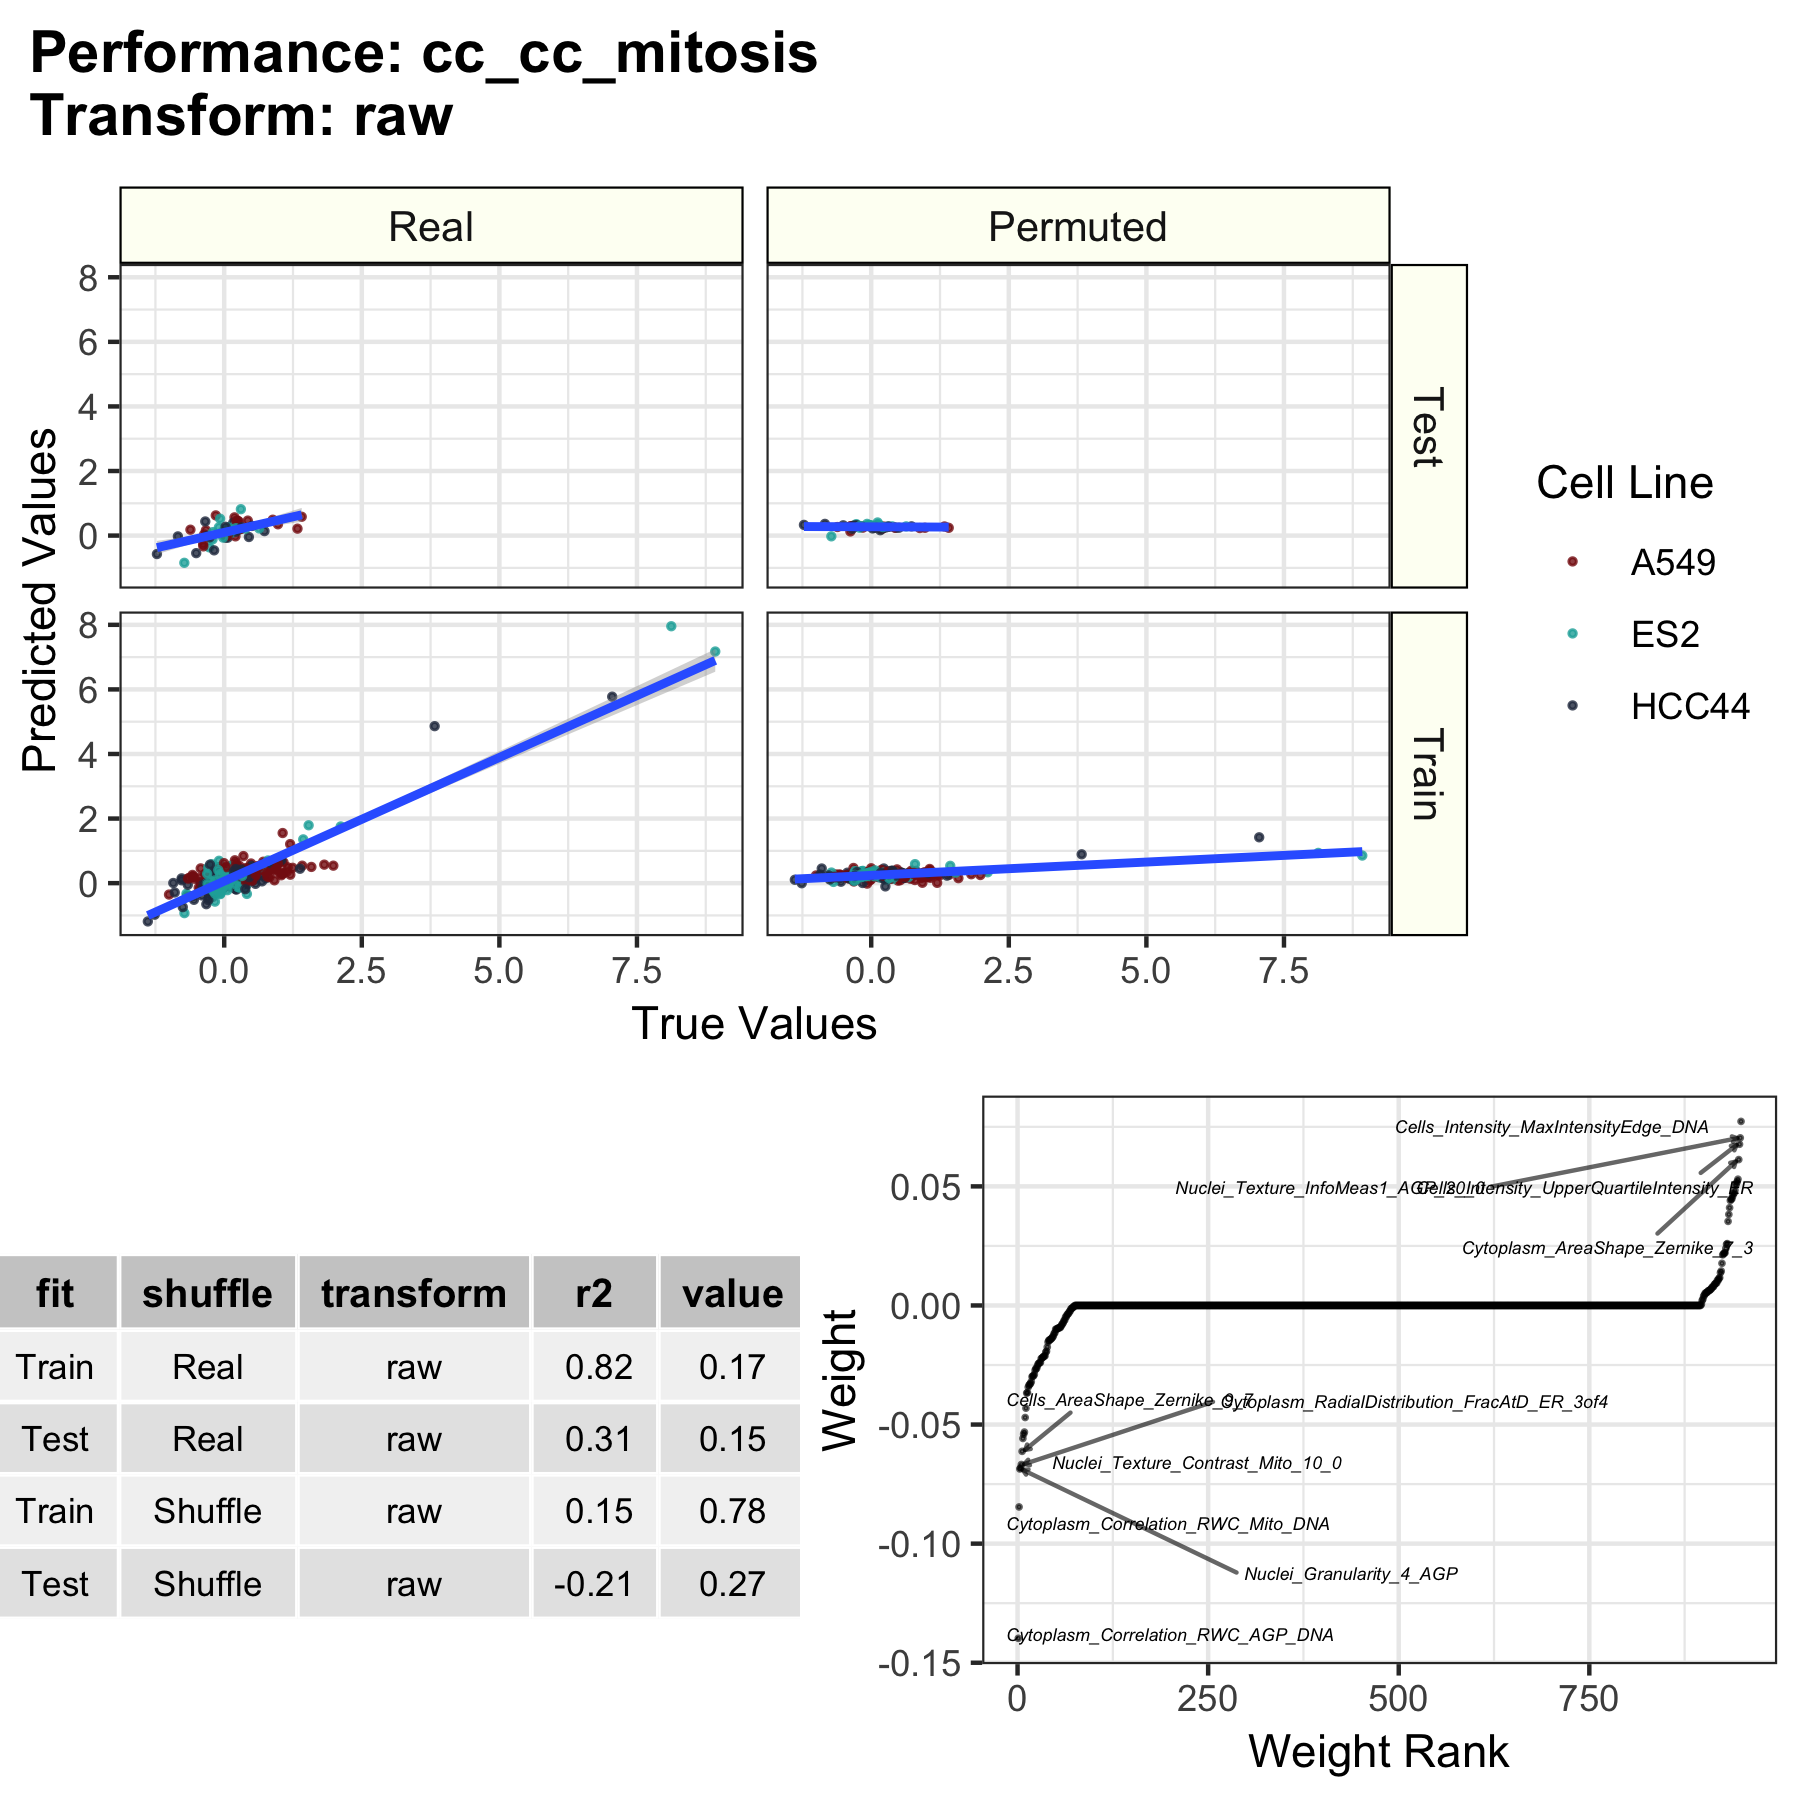 Performance: cc_cc_mitosis
Transform: raw
Real
Permuted
8
6
4
2
0
Test
8
6
4
2
0
Train
Predicted Values
0.0 2.5 5.0 7.5
0.0 2.5 5.0 7.5
True Values
Cell Line
A549
ES2
HCC44
fit shuffle transform r2 value
Train Real raw 0.82 0.17
Test Real raw 0.31 0.15
Train Shuffle raw 0.15 0.78
Test Shuffle raw -0.21 0.27
Weight
0.05
0.00
-0.05
-0.10
-0.15
Cells_Intensity_MaxIntensityEdge_DNA
Nuclei_Texture_InfoMeas1_AGP_20_0
Cells_Intensity_UpperQuartileIntensity_ER
Cytoplasm_AreaShape_Zernike_7_3
Cells_AreaShape_Zernike_9_7
Cytoplasm_RadialDistribution_FracAtD_ER_3of4
Nuclei_Texture_Contrast_Mito_10_0
Cytoplasm_Correlation_RWC_Mito_DNA
Nuclei_Granularity_4_AGP
Cytoplasm_Correlation_RWC_AGP_DNA
0 250 500 750
Weight Rank